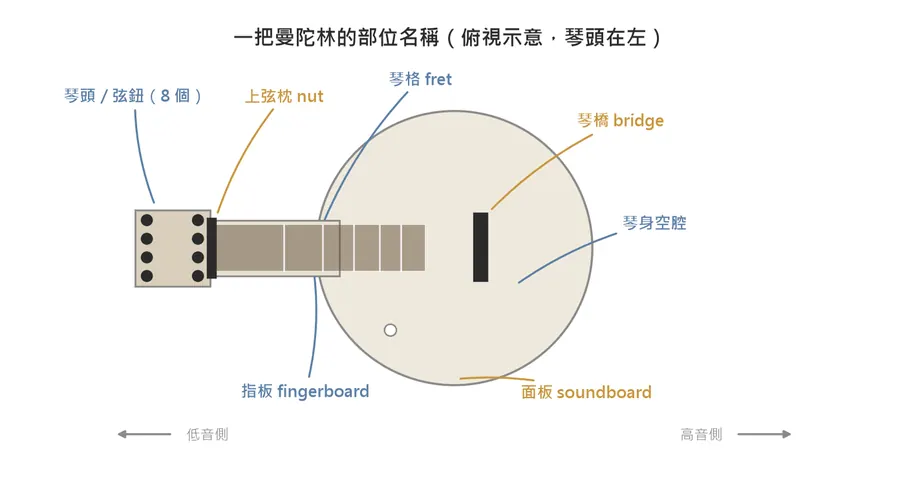 一把曼陀林的部位名稱（俯視示意，琴頭在左）
琴格 fret
琴頭 / 弦鈕（8 個）
上弦枕 nut
琴橋 bridge
琴身空腔
指板 fingerboard
面板 soundboard
低音側
高音側